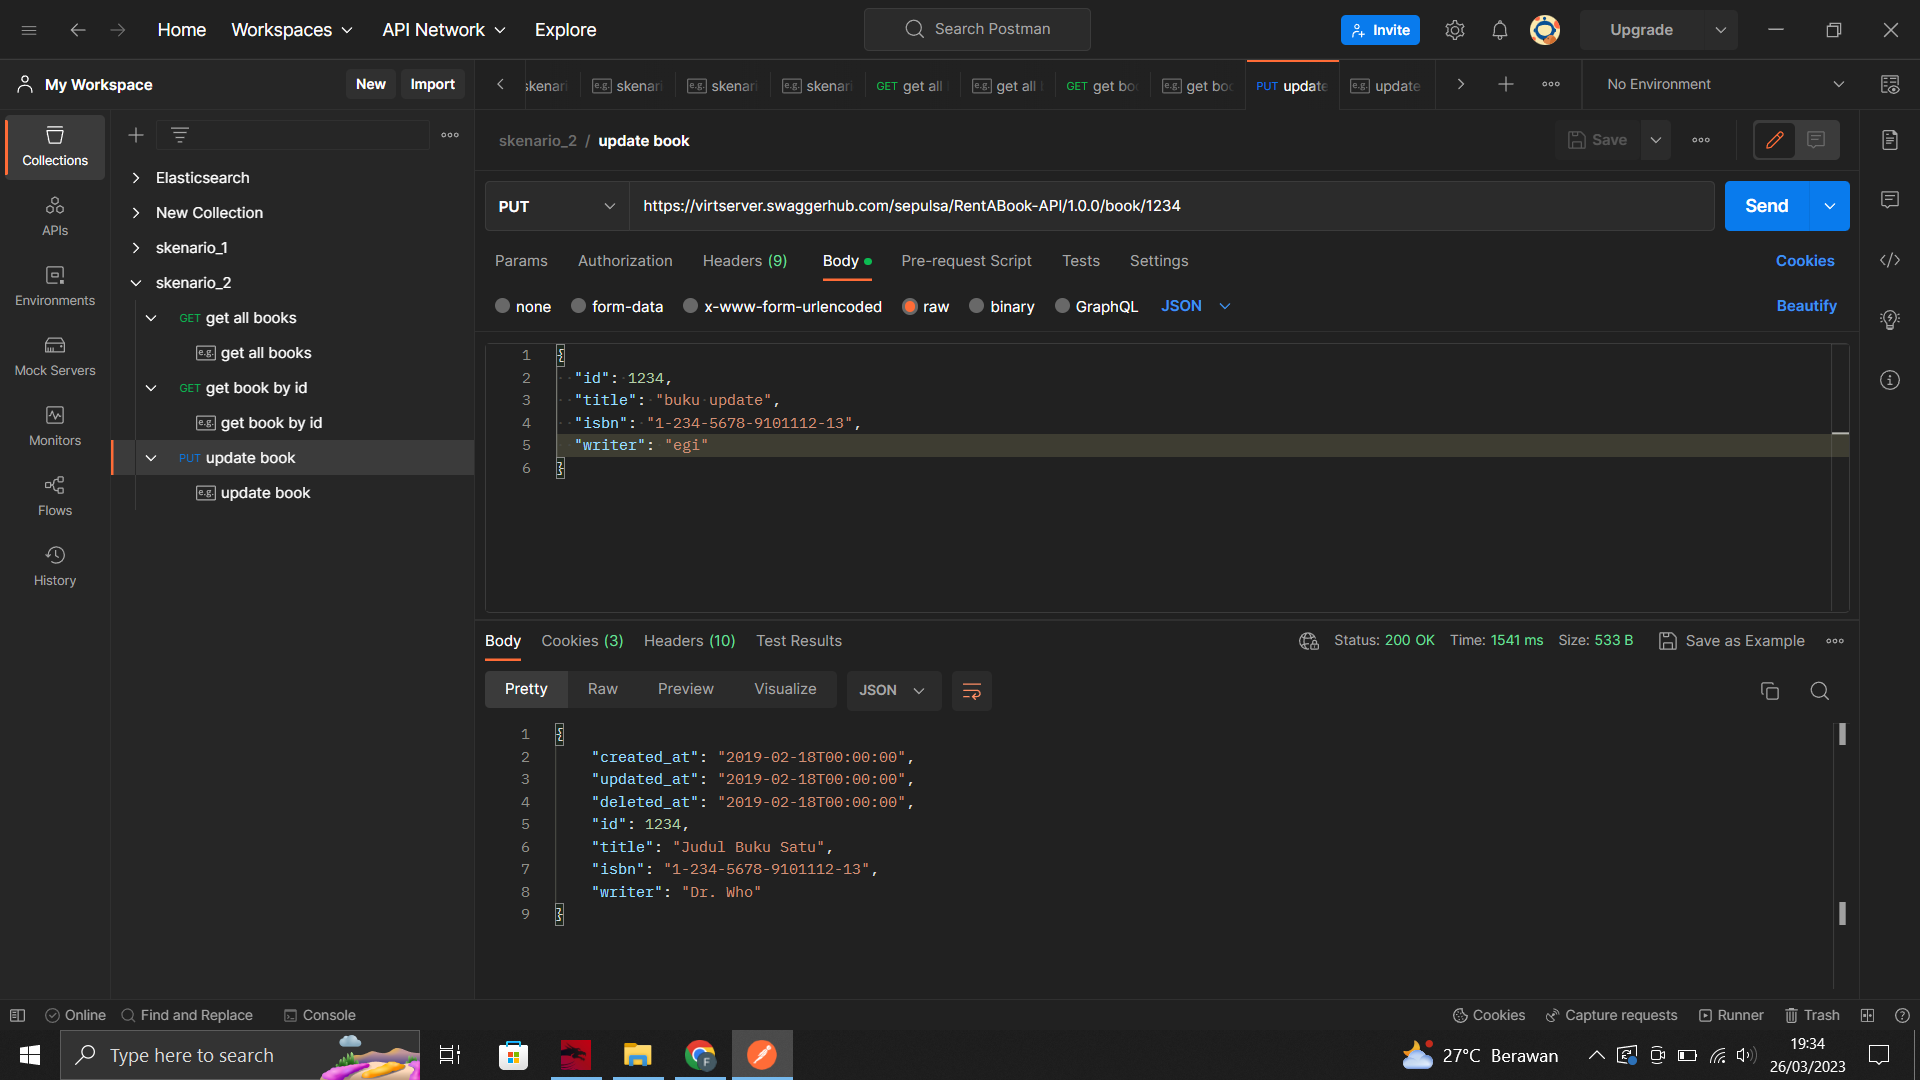 Home Workspaces API Network Explore Search Postman Invite Upgrade
My Workspace New Import
skenari skenari skenari skenari GET get all get all GET get bo get boo PUT update update No Environment
skenario_2 / update book Save
Collections
APIs
Environments
Mock Servers
Monitors
Flows
History
Elasticsearch
New Collection
skenario_1
skenario_2
GET get all books
e.g. get all books
GET get book by id
e.g. get book by id
PUT update book
e.g. update book
PUT https://virtserver.swaggerhub.com/sepulsa/RentABook-API/1.0.0/book/1234 Send
Params Authorization Headers (9) Body Pre-request Script Tests Settings Cookies
none form-data x-www-form-urlencoded raw binary GraphQL JSON Beautify
1 {
2 "id": 1234,
3 "title": "buku update",
4 "isbn": "1-234-5678-9101112-13",
5 "writer": "egi"
6 }
Body Cookies (3) Headers (10) Test Results Status: 200 OK Time: 1541 ms Size: 533 B Save as Example
Pretty Raw Preview Visualize JSON
1 {
2 "created_at": "2019-02-18T00:00:00",
3 "updated_at": "2019-02-18T00:00:00",
4 "deleted_at": "2019-02-18T00:00:00",
5 "id": 1234,
6 "title": "Judul Buku Satu",
7 "isbn": "1-234-5678-9101112-13",
8 "writer": "Dr. Who"
9 }
Online Find and Replace Console Cookies Capture requests Runner Trash
Type here to search 27°C Berawan 19:34
26/03/2023